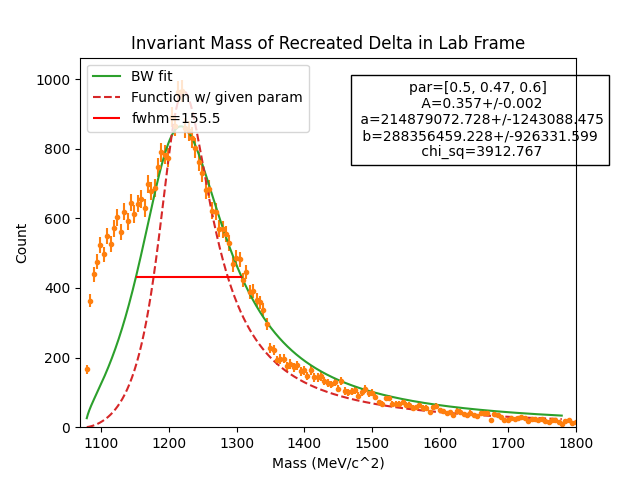 Invariant Mass of Recreated Delta in Lab Frame
BW fit
Function w/ given param
fwhm=155.5
par=[0.5, 0.47, 0.6]
A=0.357+/-0.002
a=214879072.728+/-1243088.475
b=288356459.228+/-926331.599
chi_sq=3912.767
Count
1000
800
600
400
200
0
1100 1200 1300 1400 1500 1600 1700 1800
Mass (MeV/c^2)